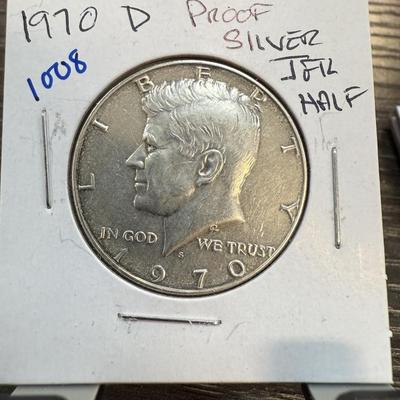 1970 D PROOF
1008 SILVER
JFK
HALF
LIBERTY
IN GOD WE TRUST
S
1970